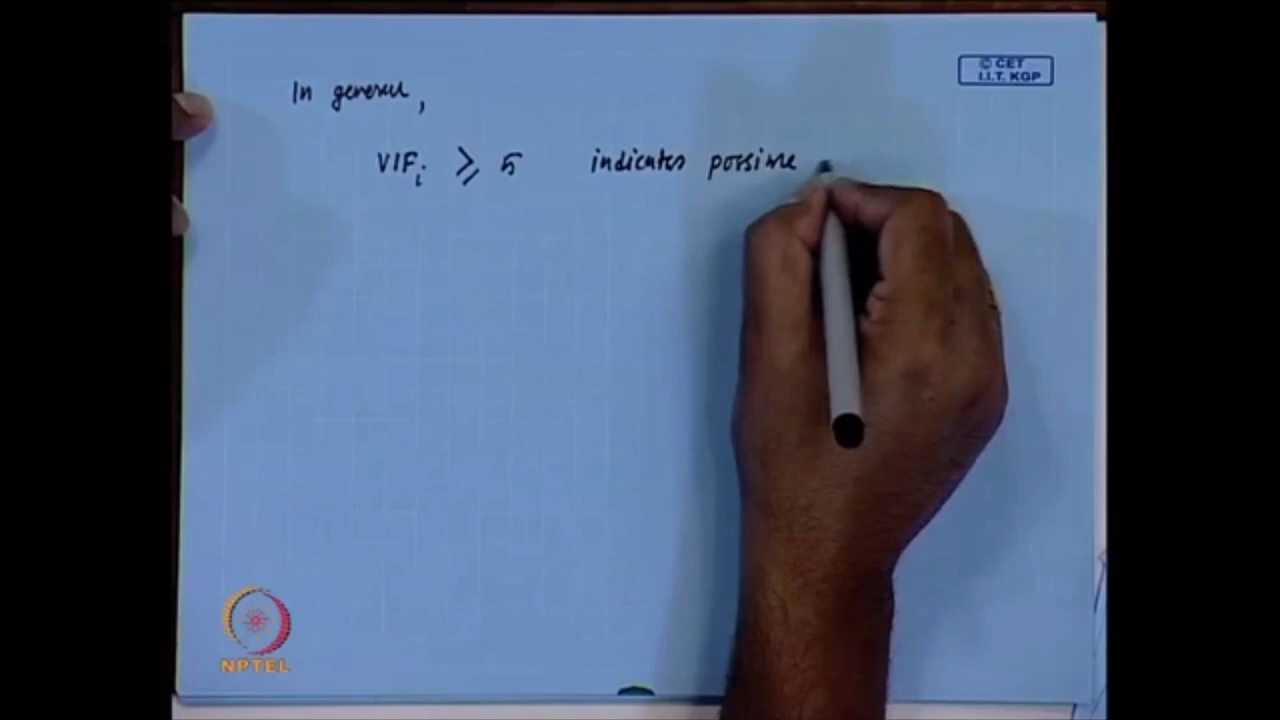 © CET
I.I.T. KGP
In general,
VIFi ≥ 5 indicates possible
NPTEL